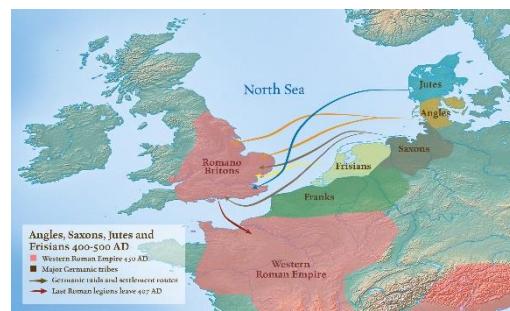 North Sea
Jutes
Angles
Saxons
Romano
Britons
Frisians
Franks
Western
Roman Empire
Angles, Saxons, Jutes and
Frisians 400-500 AD
Western Roman Empire 450 AD
Major Germanic tribes
Germanic raids and settlement routes
Last Roman legions leave 407 AD